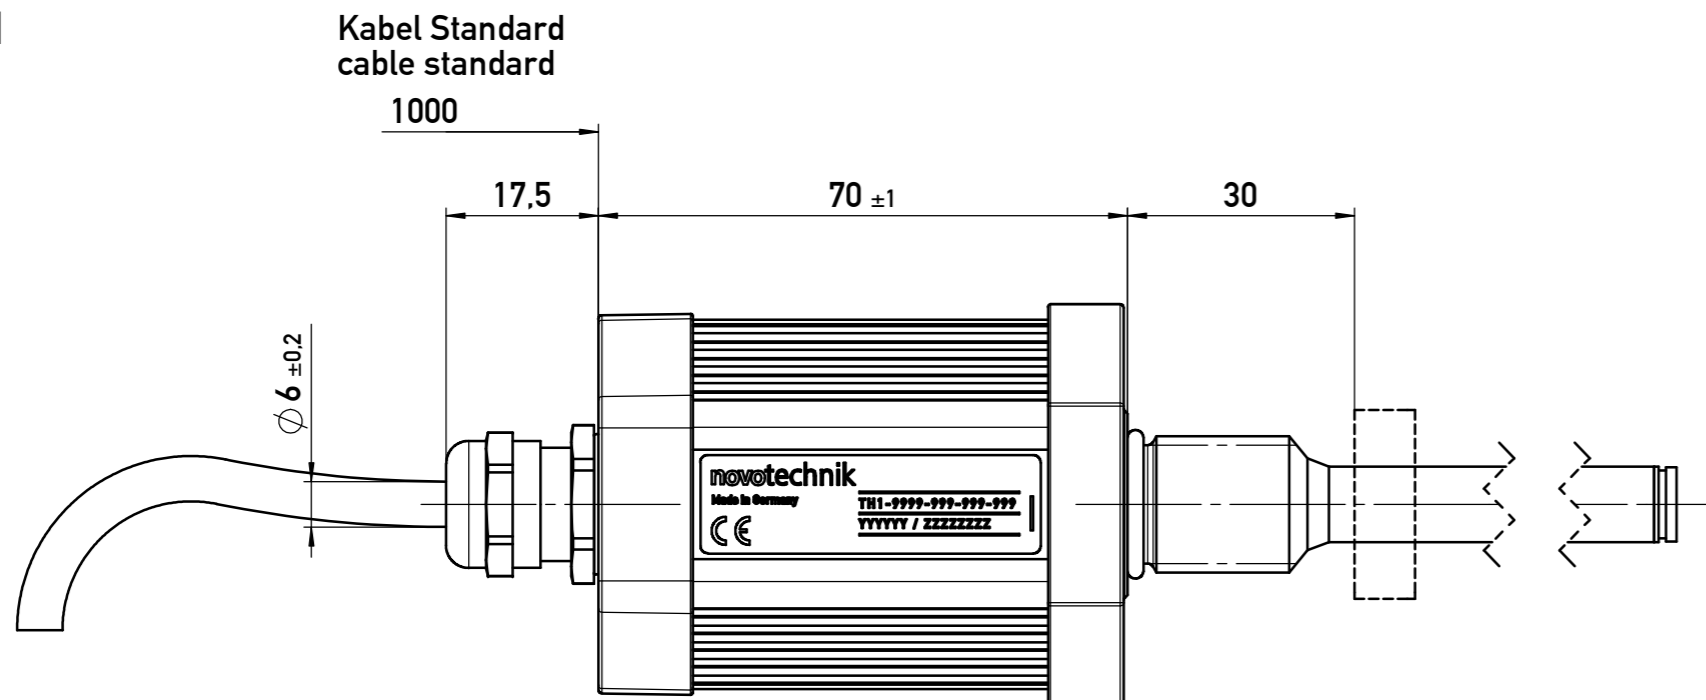 Kabel Standard
cable standard
1000
17,5
70 ±1
30
∅ 6 ±0,2
novotechnik
Made in Germany
CE
TH1-9999-999-999-999
YYYYYY / ZZZZZZZZ